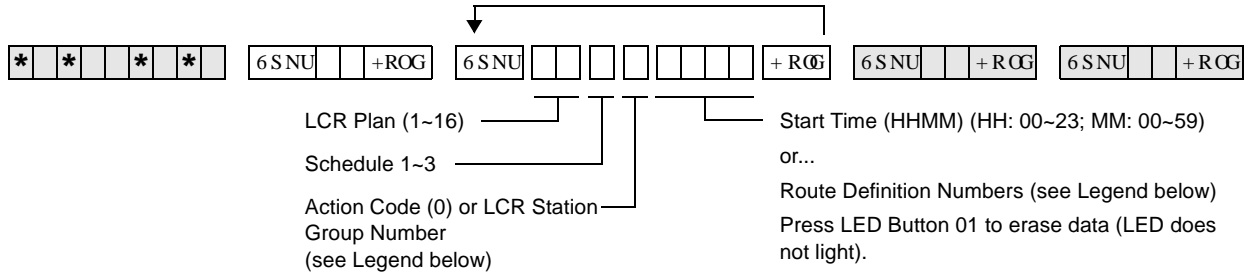 * * * * 6SNU +ROG 6SNU + ROG 6SNU + ROG 6SNU + ROG
LCR Plan (1~16)
Schedule 1~3
Action Code (0) or LCR Station
Group Number
(see Legend below)
Start Time (HHMM) (HH: 00~23; MM: 00~59)
or...
Route Definition Numbers (see Legend below)
Press LED Button 01 to erase data (LED does
not light).